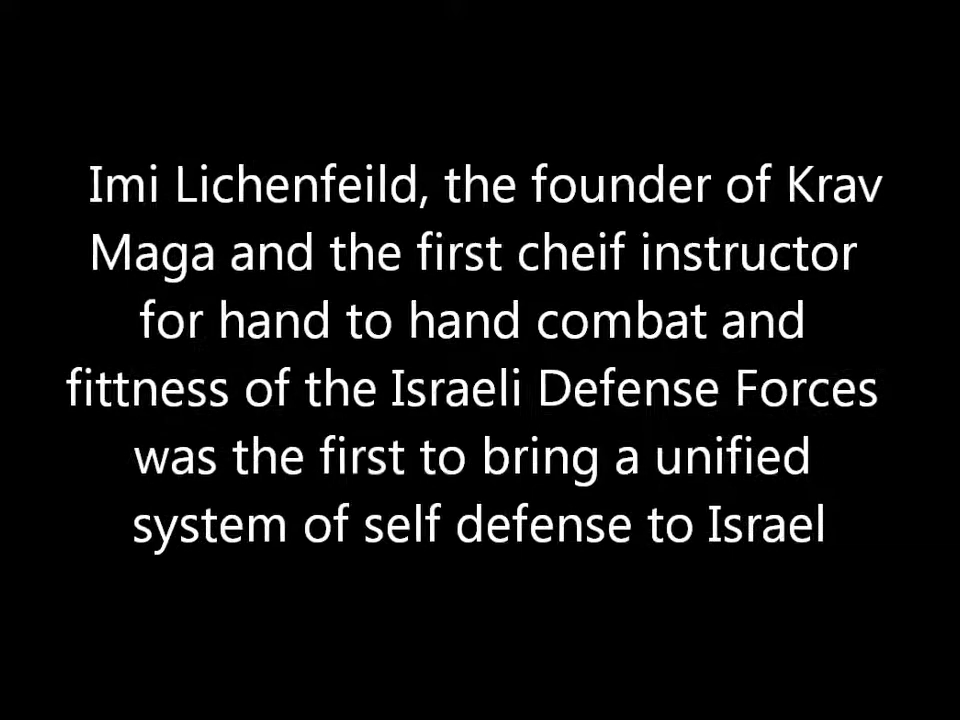 Imi Lichenfeild, the founder of Krav
Maga and the first cheif instructor
for hand to hand combat and
fittness of the Israeli Defense Forces
was the first to bring a unified
system of self defense to Israel